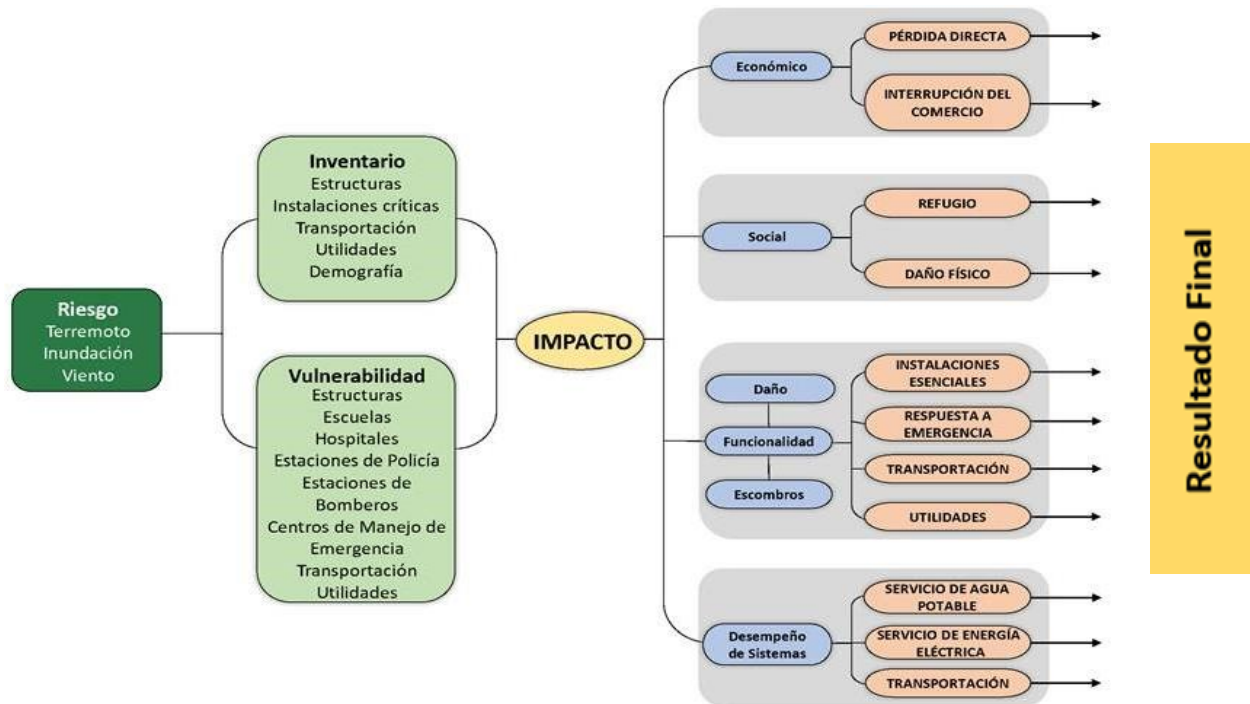 Riesgo
Terremoto
Inundación
Viento
Inventario
Estructuras
Instalaciones críticas
Transportación
Utilidades
Demografía
Vulnerabilidad
Estructuras
Escuelas
Hospitales
Estaciones de Policía
Estaciones de
Bomberos
Centros de Manejo de
Emergencia
Transportación
Utilidades
IMPACTO
Económico
PÉRDIDA DIRECTA
INTERRUPCIÓN DEL
COMERCIO
Social
REFUGIO
DAÑO FÍSICO
Daño
Funcionalidad
Escombros
INSTALACIONES
ESENCIALES
RESPUESTA A
EMERGENCIA
TRANSPORTACIÓN
UTILIDADES
Desempeño
de Sistemas
SERVICIO DE AGUA
POTABLE
SERVICIO DE ENERGÍA
ELÉCTRICA
TRANSPORTACIÓN
Resultado Final